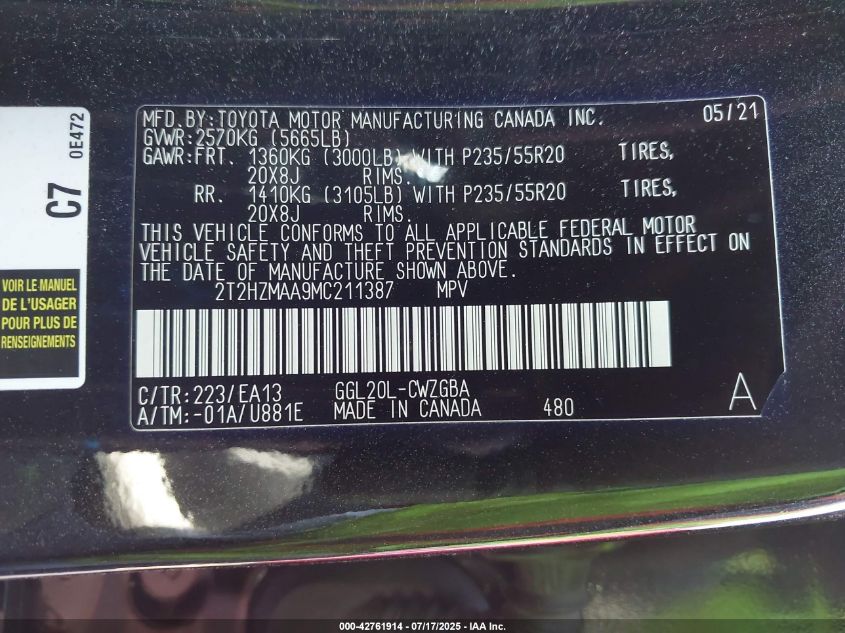 MFD. BY: TOYOTA MOTOR MANUFACTURING CANADA INC. 05/21
GVWR: 2570KG (5665LB)
GAWR: FRT. 1360KG (3000LB) WITH P235/55R20 TIRES,
20X8J RIMS.
RR. 1410KG (3105LB) WITH P235/55R20 TIRES,
20X8J RIMS.
THIS VEHICLE CONFORMS TO ALL APPLICABLE FEDERAL MOTOR
VEHICLE SAFETY AND THEFT PREVENTION STANDARDS IN EFFECT ON
THE DATE OF MANUFACTURE SHOWN ABOVE.
2T2HZMAA9MC211387 MPV
C/TR: 223/EA13 GGL20L-CWZGBA
A/TM: -01A/U881E MADE IN CANADA 480 A
C7 0E472
VOIR LE MANUEL
DE L'USAGER
POUR PLUS DE
RENSEIGNEMENTS
000-42761914 - 07/17/2025 - IAA Inc.